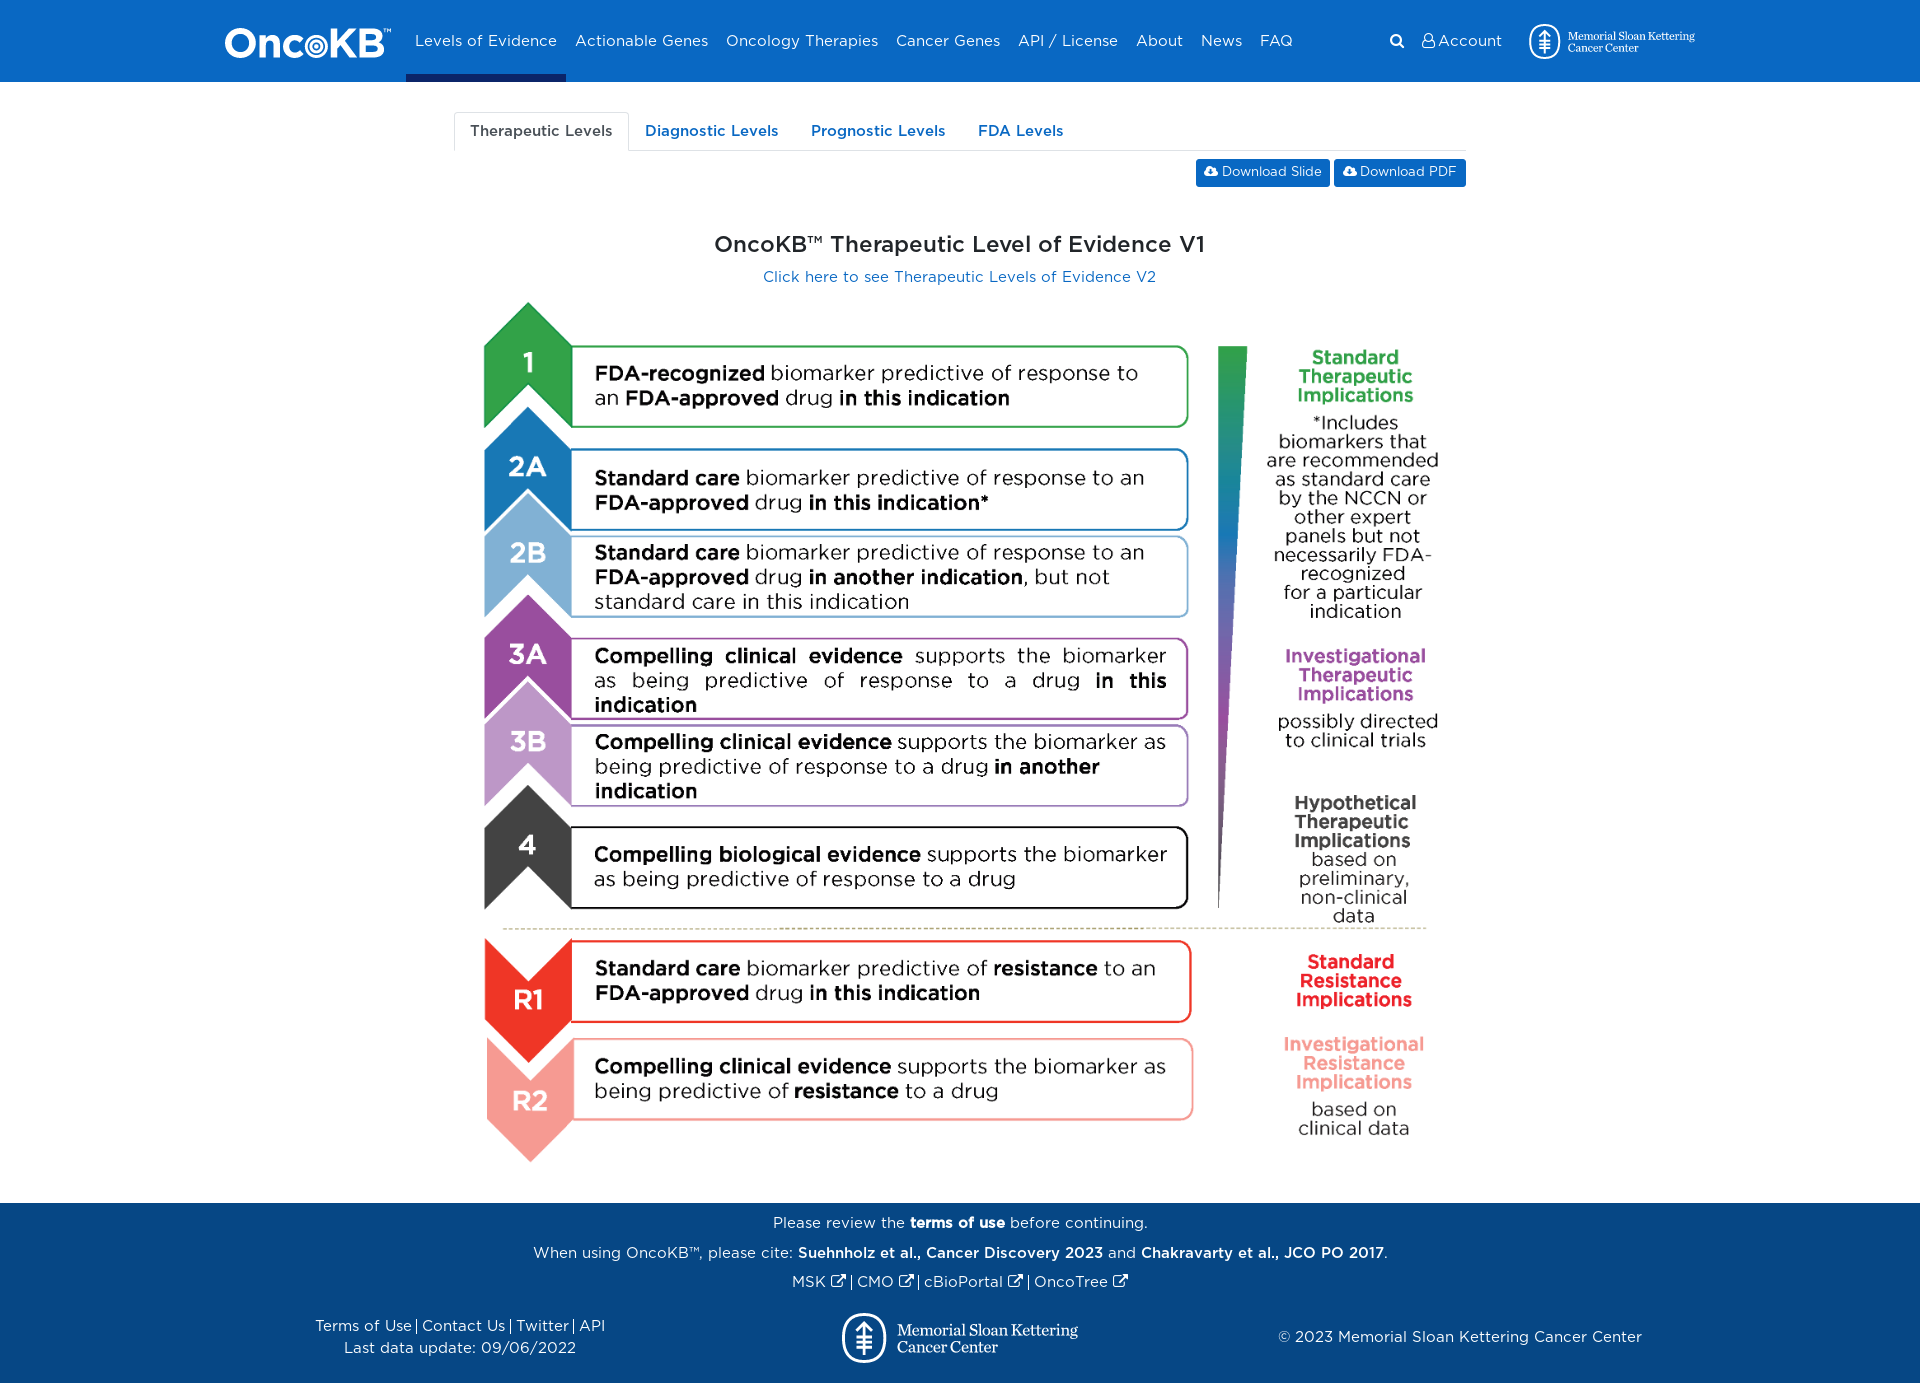 OncoKB™ Levels of Evidence Actionable Genes Oncology Therapies Cancer Genes API / License About News FAQ Account Memorial Sloan Kettering
Cancer Center
Therapeutic Levels Diagnostic Levels Prognostic Levels FDA Levels
Download Slide Download PDF
OncoKB™ Therapeutic Level of Evidence V1
Click here to see Therapeutic Levels of Evidence V2
1
FDA-recognized biomarker predictive of response to
an FDA-approved drug in this indication
2A
Standard care biomarker predictive of response to an
FDA-approved drug in this indication*
2B
Standard care biomarker predictive of response to an
FDA-approved drug in another indication, but not
standard care in this indication
3A
Compelling clinical evidence supports the biomarker
as being predictive of response to a drug in this
indication
3B
Compelling clinical evidence supports the biomarker as
being predictive of response to a drug in another
indication
4
Compelling biological evidence supports the biomarker
as being predictive of response to a drug
Standard
Therapeutic
Implications
*Includes
biomarkers that
are recommended
as standard care
by the NCCN or
other expert
panels but not
necessarily FDA-
recognized
for a particular
indication
Investigational
Therapeutic
Implications
possibly directed
to clinical trials
Hypothetical
Therapeutic
Implications
based on
preliminary,
non-clinical
data
R1
Standard care biomarker predictive of resistance to an
FDA-approved drug in this indication
Standard
Resistance
Implications
R2
Compelling clinical evidence supports the biomarker as
being predictive of resistance to a drug
Investigational
Resistance
Implications
based on
clinical data
Please review the terms of use before continuing.
When using OncoKB™, please cite: Suehnholz et al., Cancer Discovery 2023 and Chakravarty et al., JCO PO 2017.
MSK | CMO | cBioPortal | OncoTree
Terms of Use | Contact Us | Twitter | API
Last data update: 09/06/2022
Memorial Sloan Kettering
Cancer Center
© 2023 Memorial Sloan Kettering Cancer Center